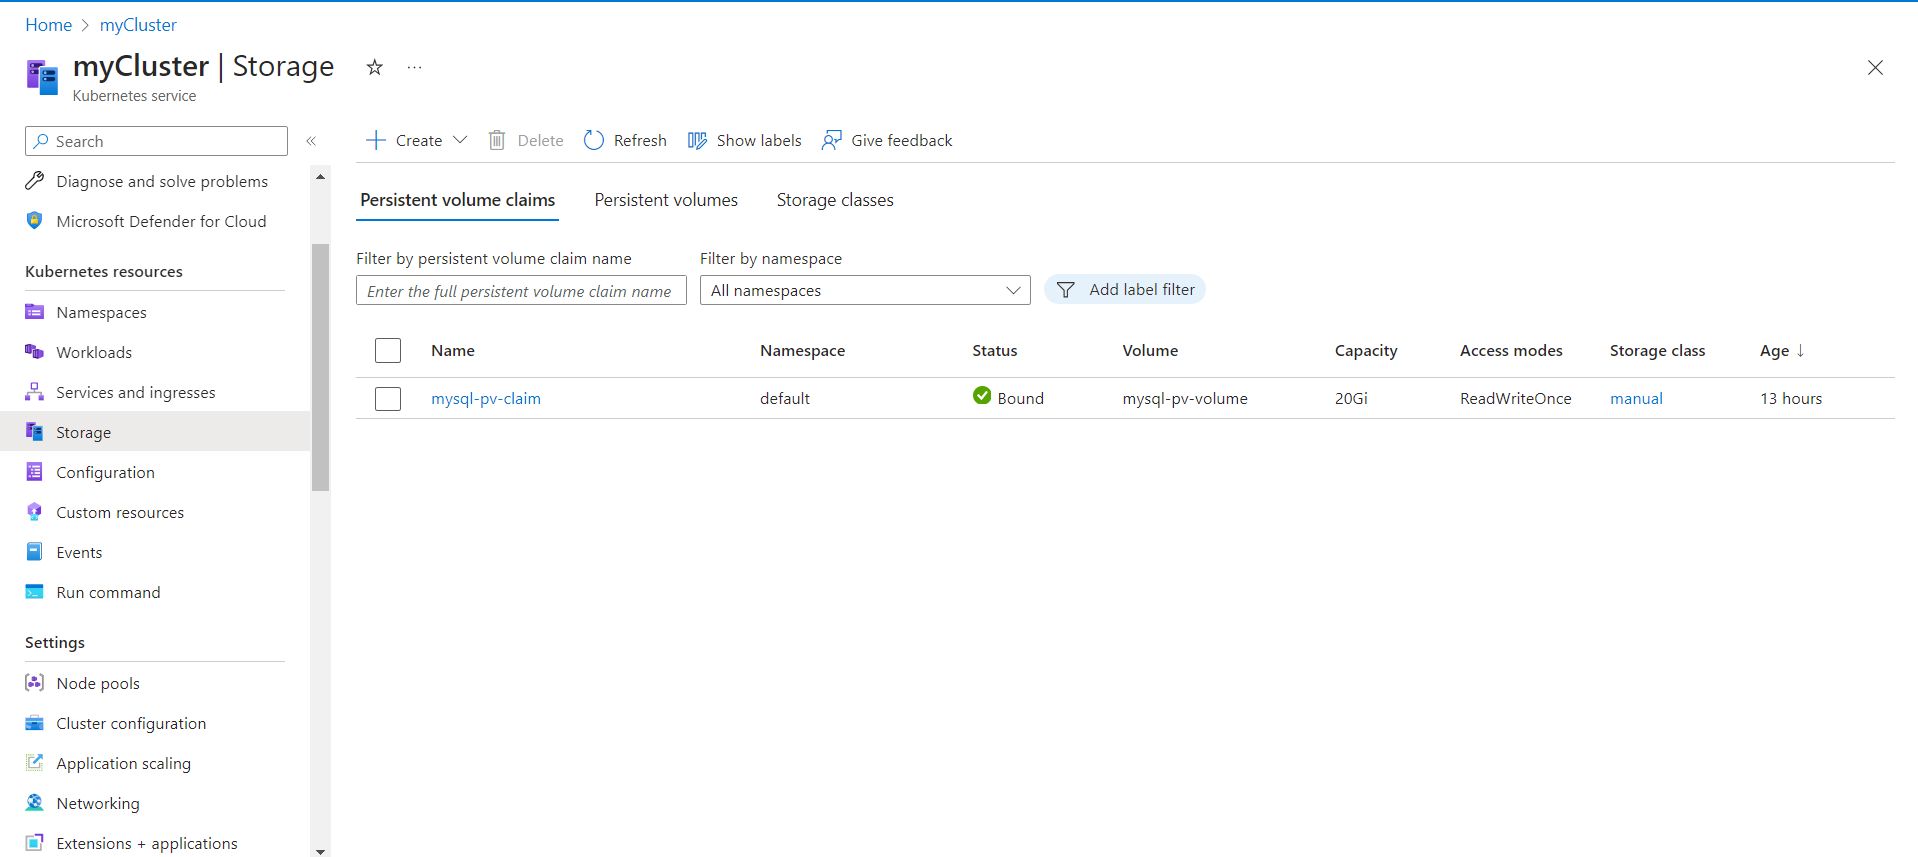 Home > myCluster
myCluster | Storage
...
Kubernetes service
Search
«
Diagnose and solve problems
Microsoft Defender for Cloud
Kubernetes resources
Namespaces
Workloads
Services and ingresses
Storage
Configuration
Custom resources
Events
Run command
Settings
Node pools
Cluster configuration
Application scaling
Networking
Extensions + applications
Create Delete Refresh Show labels Give feedback
Persistent volume claims Persistent volumes Storage classes
Filter by persistent volume claim name Filter by namespace
Enter the full persistent volume claim name All namespaces Add label filter
Name Namespace Status Volume Capacity Access modes Storage class Age ↓
mysql-pv-claim default Bound mysql-pv-volume 20Gi ReadWriteOnce manual 13 hours